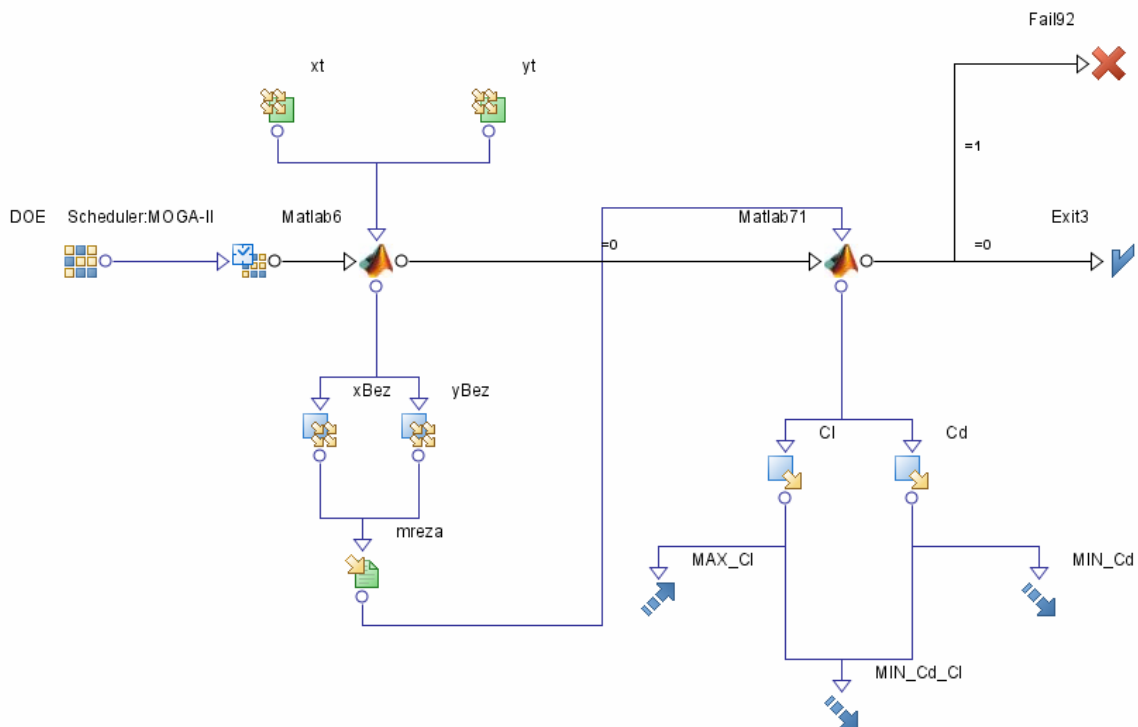 Fail92
xt
yt
=1
DOE
Scheduler:MOGA-II
Matlab6
Matlab71
Exit3
=0
=0
xBez
yBez
Cl
Cd
mreza
MAX_Cl
MIN_Cd
MIN_Cd_Cl